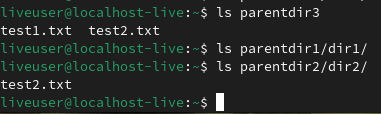 liveuser@localhost-live:~$ ls parentdir3
test1.txt  test2.txt
liveuser@localhost-live:~$ ls parentdir1/dir1/
liveuser@localhost-live:~$ ls parentdir2/dir2/
test2.txt
liveuser@localhost-live:~$